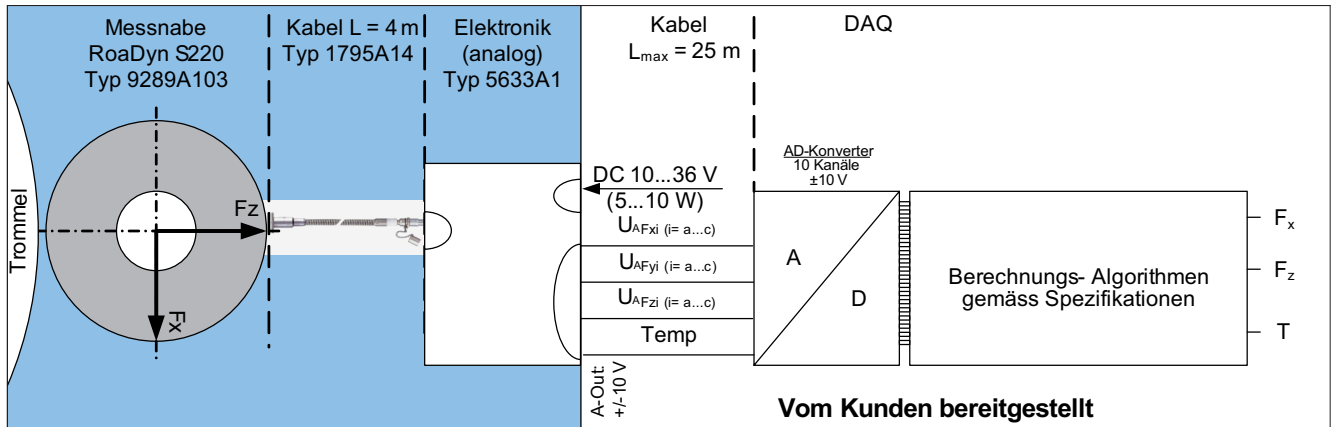 Messnabe
RoaDyn S220
Typ 9289A103
Kabel L = 4 m
Typ 1795A14
Elektronik
(analog)
Typ 5633A1
Kabel
Lmax = 25 m
DAQ
AD-Konverter
10 Kanäle
±10 V
Trommel
Fz
Fx
DC 10...36 V
(5...10 W)
UAFxi (i= a...c)
UAFyi (i= a...c)
UAFzi (i= a...c)
Temp
A-Out:
+/-10 V
A
D
Berechnungs- Algorithmen
gemäss Spezifikationen
Fx
Fz
T
Vom Kunden bereitgestellt